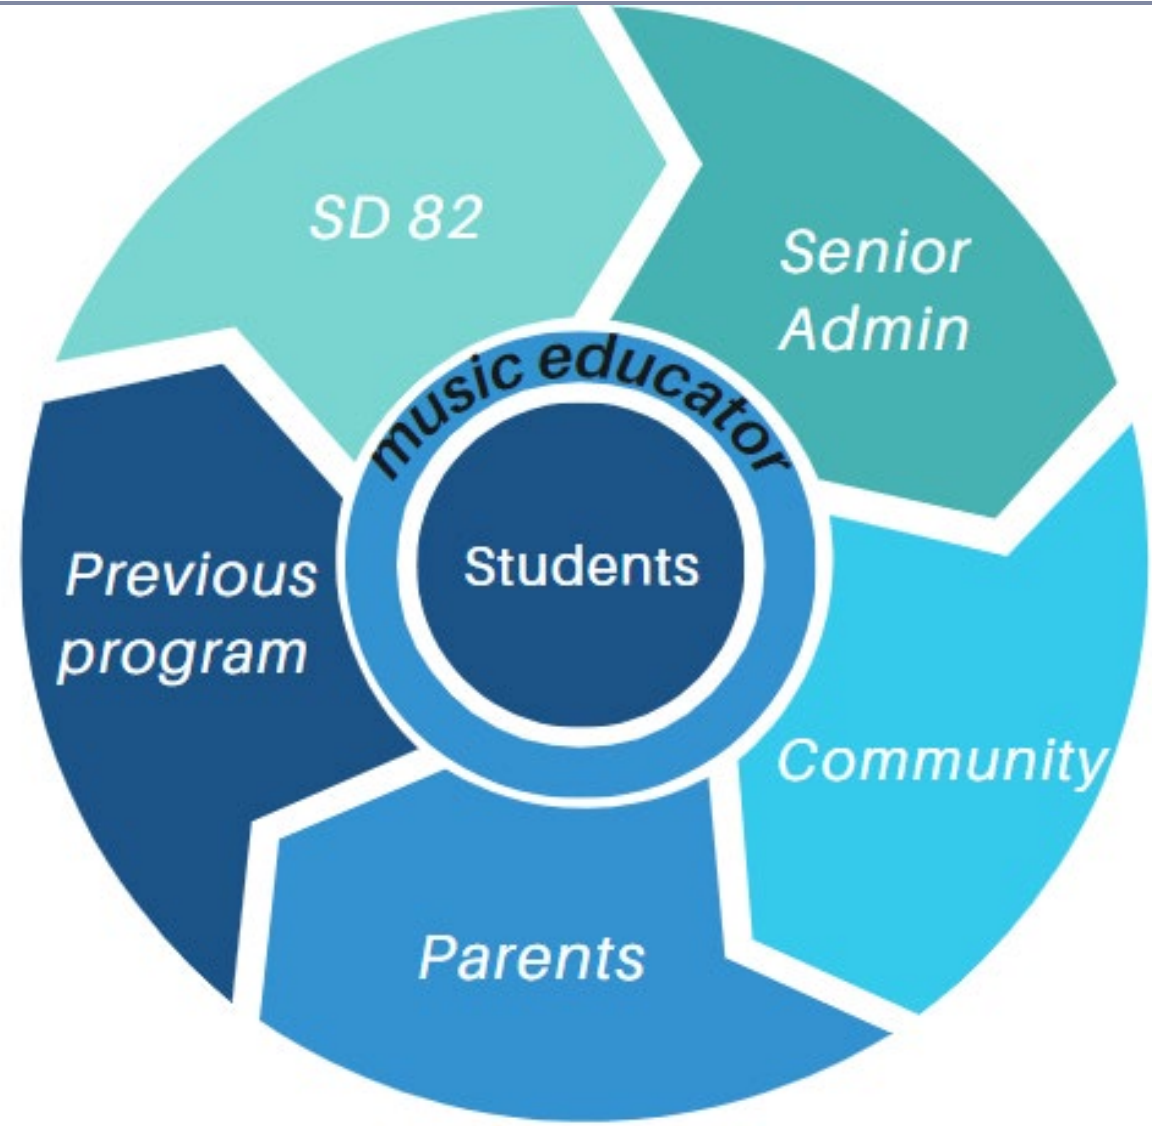 SD 82
Senior
Admin
music educator
Students
Previous
program
Community
Parents